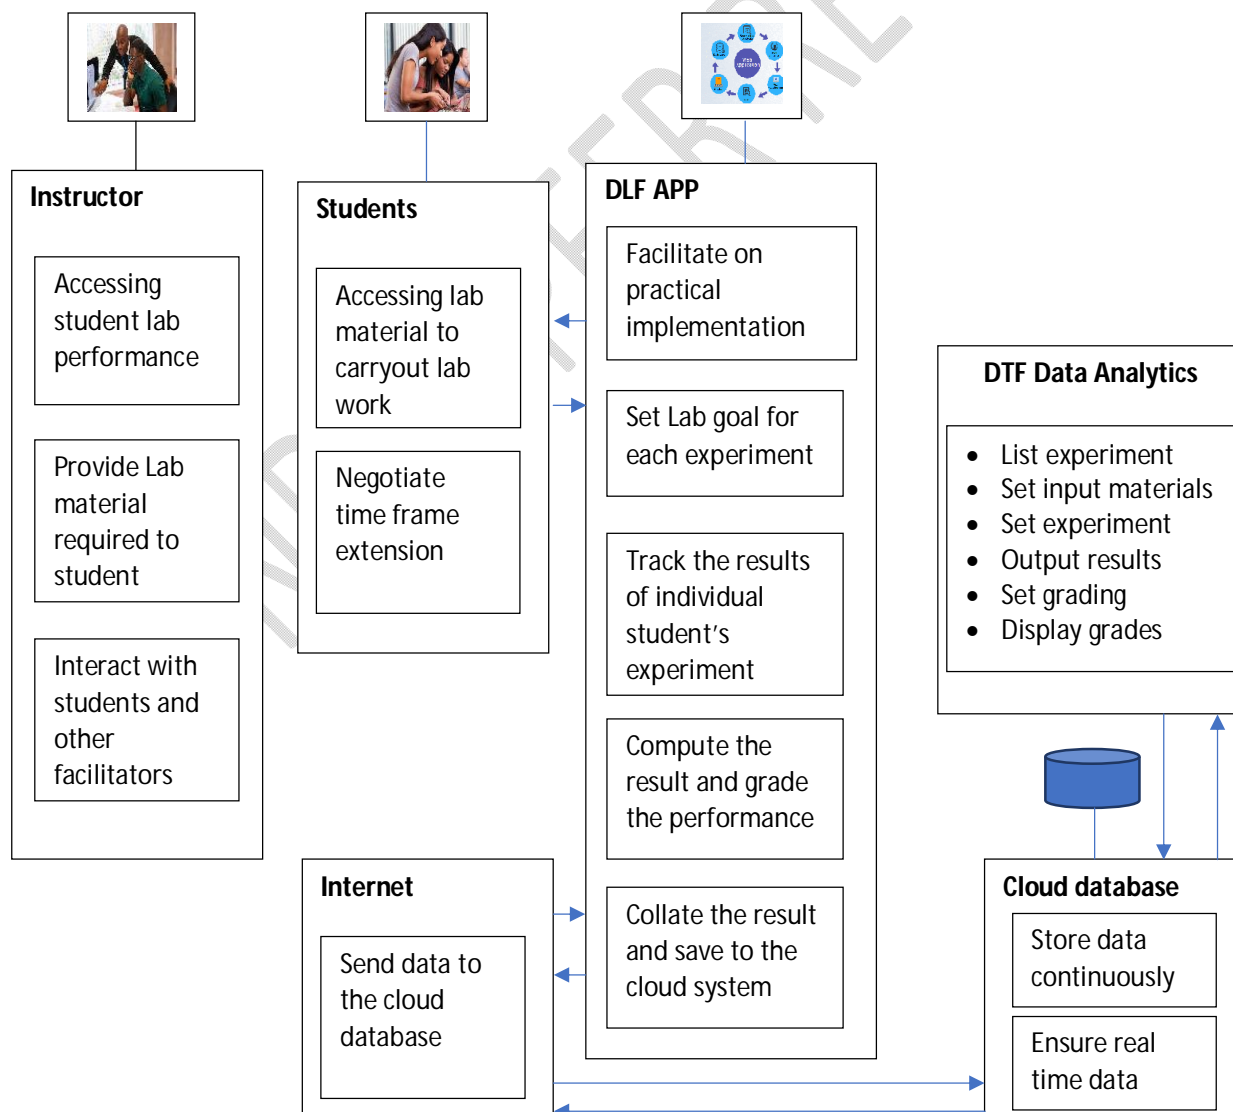 Instructor
Accessing
student lab
performance
Provide Lab
material
required to
student
Interact with
students and
other
facilitators
Students
Accessing lab
material to
carryout lab
work
Negotiate
time frame
extension
DLF APP
Facilitate on
practical
implementation
Set Lab goal for
each experiment
Track the results
of individual
student’s
experiment
Compute the
result and grade
the performance
Collate the result
and save to the
cloud system
DTF Data Analytics
• List experiment
• Set input materials
• Set experiment
• Output results
• Set grading
• Display grades
Internet
Send data to
the cloud
database
Cloud database
Store data
continuously
Ensure real
time data